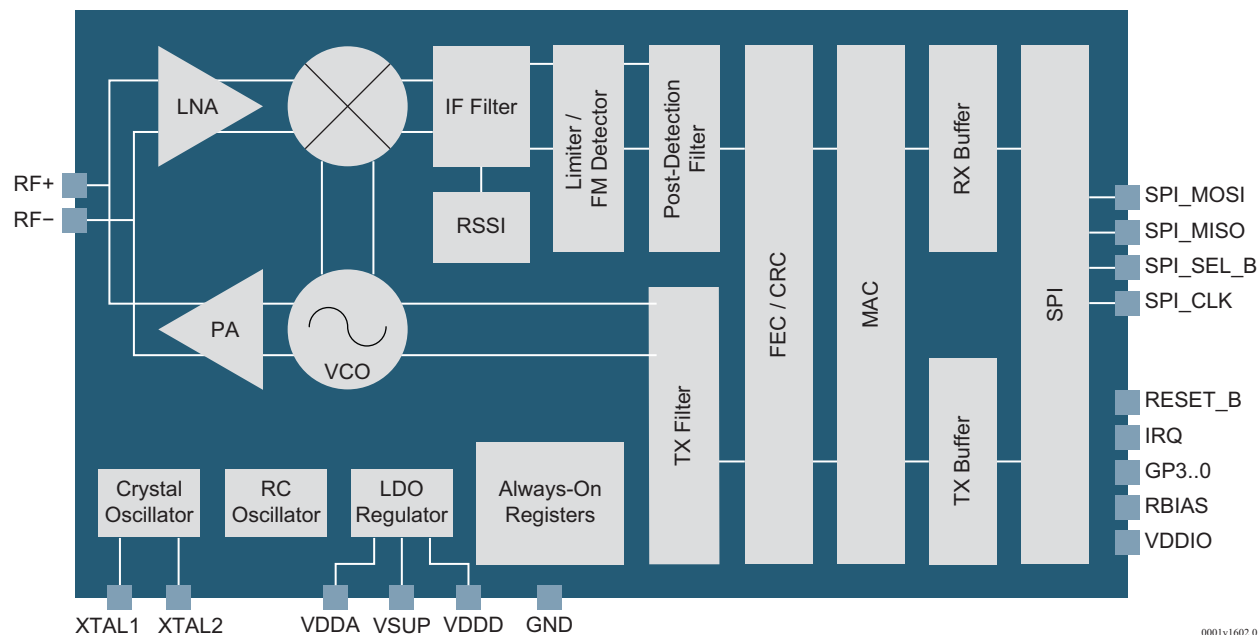 LNA
IF Filter
RSSI
Limiter /
FM Detector
Post-Detection
Filter
FEC / CRC
MAC
RX Buffer
SPI
RF+
RF−
PA
VCO
TX Filter
TX Buffer
SPI_MOSI
SPI_MISO
SPI_SEL_B
SPI_CLK
RESET_B
IRQ
GP3..0
RBIAS
VDDIO
Crystal
Oscillator
RC
Oscillator
LDO
Regulator
Always-On
Registers
XTAL1
XTAL2
VDDA
VSUP
VDDD
GND
0001v1602.0